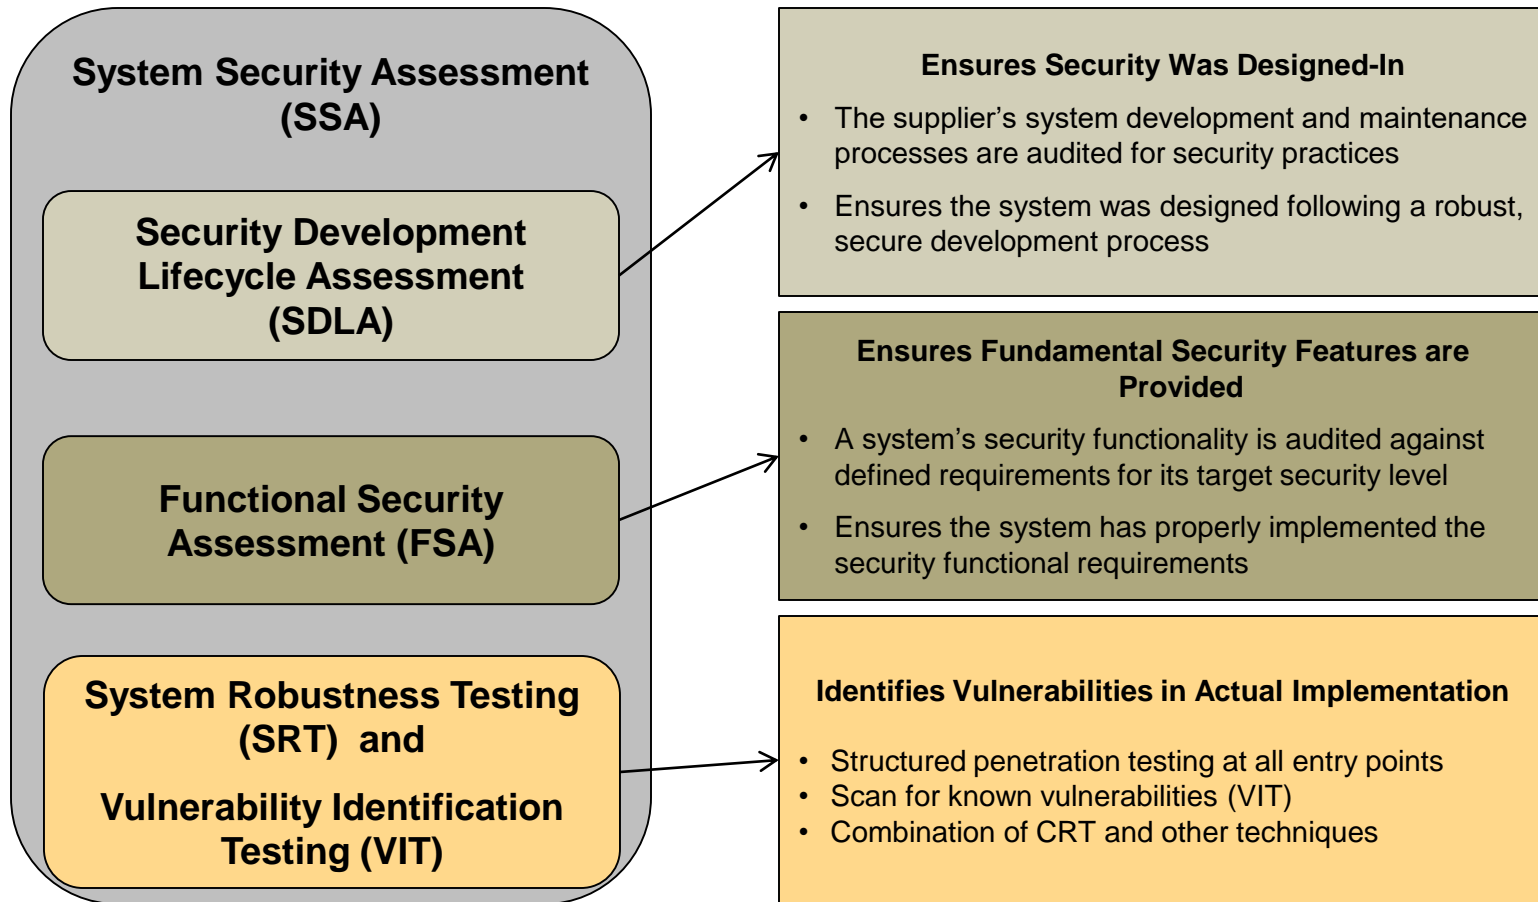 System Security Assessment
(SSA)
Security Development
Lifecycle Assessment
(SDLA)
Functional Security
Assessment (FSA)
System Robustness Testing
(SRT) and
Vulnerability Identification
Testing (VIT)
Ensures Security Was Designed-In
• The supplier’s system development and maintenance
processes are audited for security practices
• Ensures the system was designed following a robust,
secure development process
Ensures Fundamental Security Features are
Provided
• A system’s security functionality is audited against
defined requirements for its target security level
• Ensures the system has properly implemented the
security functional requirements
Identifies Vulnerabilities in Actual Implementation
• Structured penetration testing at all entry points
• Scan for known vulnerabilities (VIT)
• Combination of CRT and other techniques